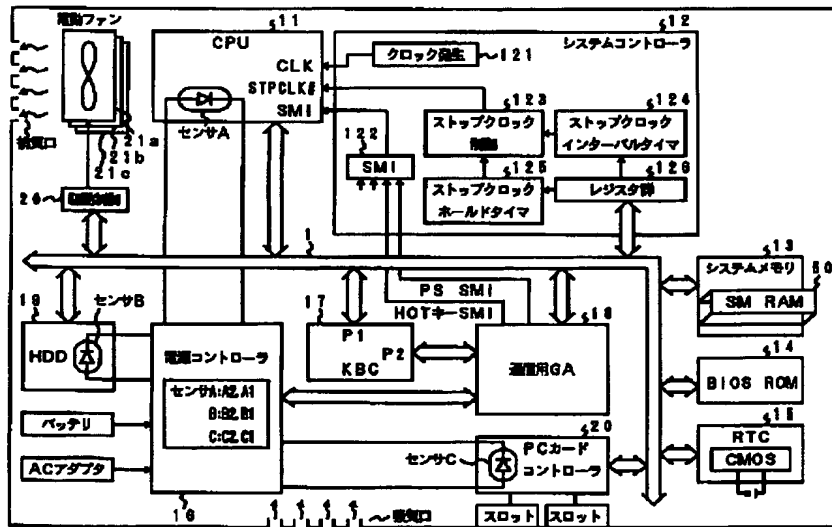 電動ファン
11
CPU
CLK
STPCLK#
SMI
センサA
12
システムコントローラ
クロック発生
121
122
SMI
123
ストップクロック
124
ストップクロック
インターバルタイマ
125
ストップクロック
ホールドタイマ
126
レジスタ群
21a
21b
21c
1
PS SMI
HOTキーSMI
13
システムメモリ
SM RAM
60
14
BIOS ROM
15
RTC
CMOS
19
センサB
HDD
電源コントローラ
センサA:A2,A1
B:B2,B1
C:C2,C1
17
P1
P2
KBC
18
通信用GA
バッテリ
ACアダプタ
16
20
センサC
PCカード
コントローラ
スロット
スロット